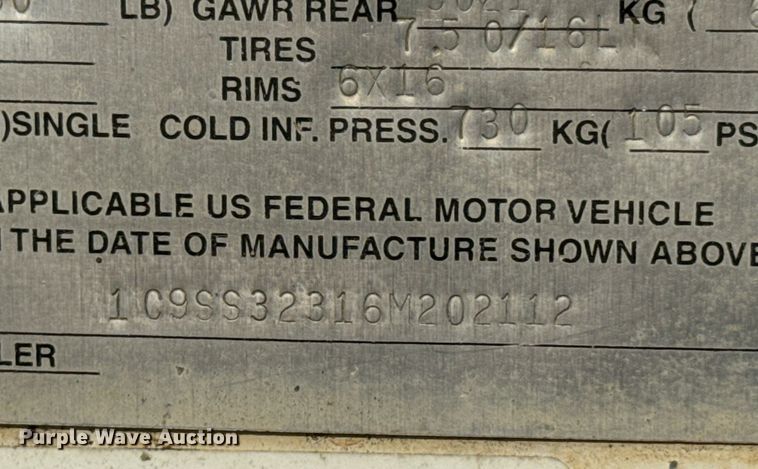 LB) GAWR REAR KG (
TIRES 7.50/16L
RIMS 6X16
)SINGLE COLD INF. PRESS. 730 KG( 105 PS
APPLICABLE US FEDERAL MOTOR VEHICLE
THE DATE OF MANUFACTURE SHOWN ABOVE
1C9SS32316M202112
LER
Purple Wave Auction